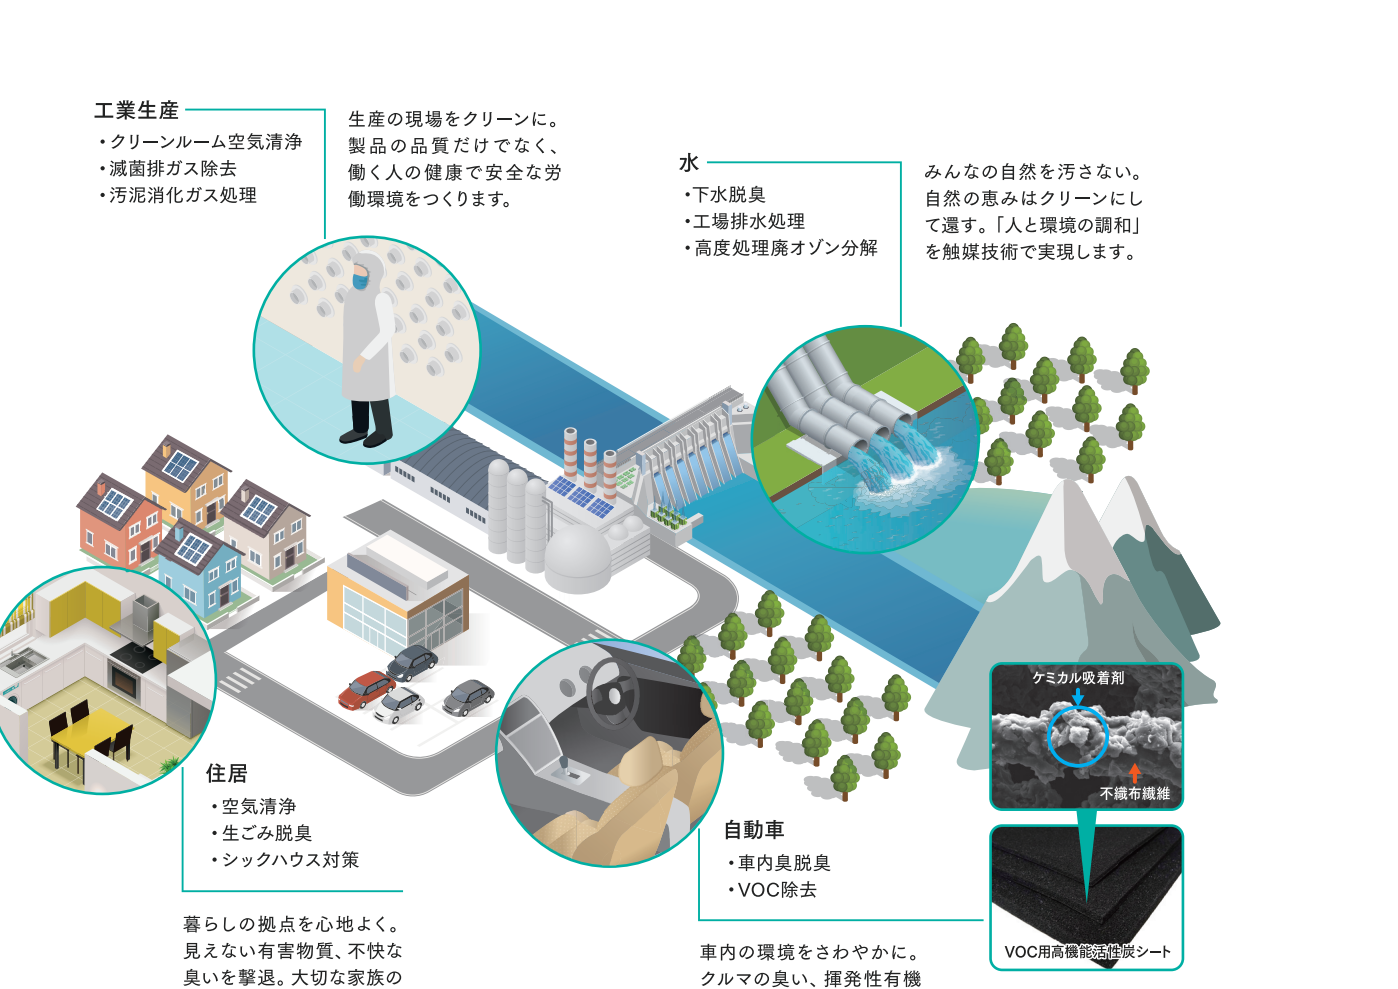 工業生産
・クリーンルーム空気清浄
・滅菌排ガス除去
・汚泥消化ガス処理
生産の現場をクリーンに。
製品の品質だけでなく、
働く人の健康で安全な労
働環境をつくります。
水
・下水脱臭
・工場排水処理
・高度処理廃オゾン分解
みんなの自然を汚さない。
自然の恵みはクリーンにし
て還す。「人と環境の調和」
を触媒技術で実現します。
住居
・空気清浄
・生ごみ脱臭
・シックハウス対策
暮らしの拠点を心地よく。
見えない有害物質、不快な
臭いを撃退。大切な家族の
自動車
・車内臭脱臭
・VOC除去
車内の環境をさわやかに。
クルマの臭い、揮発性有機
ケミカル吸着剤
不織布繊維
VOC用高機能活性炭シート